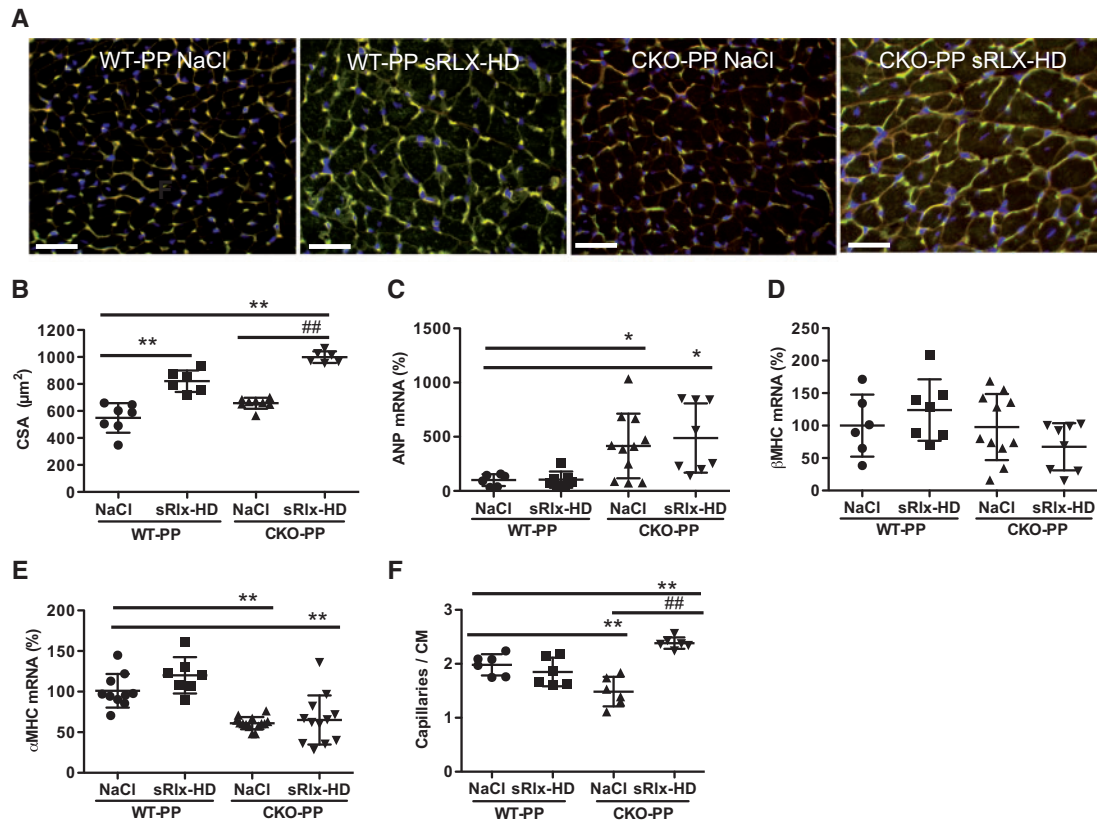 A
WT-PP NaCl
WT-PP sRLX-HD
CKO-PP NaCl
CKO-PP sRLX-HD
B
CSA (µm²)
1200
1000
800
600
400
200
0
**
**
##
NaCl sRlx-HD NaCl sRlx-HD
WT-PP CKO-PP
C
ANP mRNA (%)
1500
1000
500
0
*
*
NaCl sRlx-HD NaCl sRlx-HD
WT-PP CKO-PP
D
βMHC mRNA (%)
250
200
150
100
50
0
NaCl sRlx-HD NaCl sRlx-HD
WT-PP CKO-PP
E
αMHC mRNA (%)
200
150
100
50
0
**
**
NaCl sRlx-HD NaCl sRlx-HD
WT-PP CKO-PP
F
Capillaries / CM
3
2
1
0
**
##
**
NaCl sRlx-HD NaCl sRlx-HD
WT-PP CKO-PP